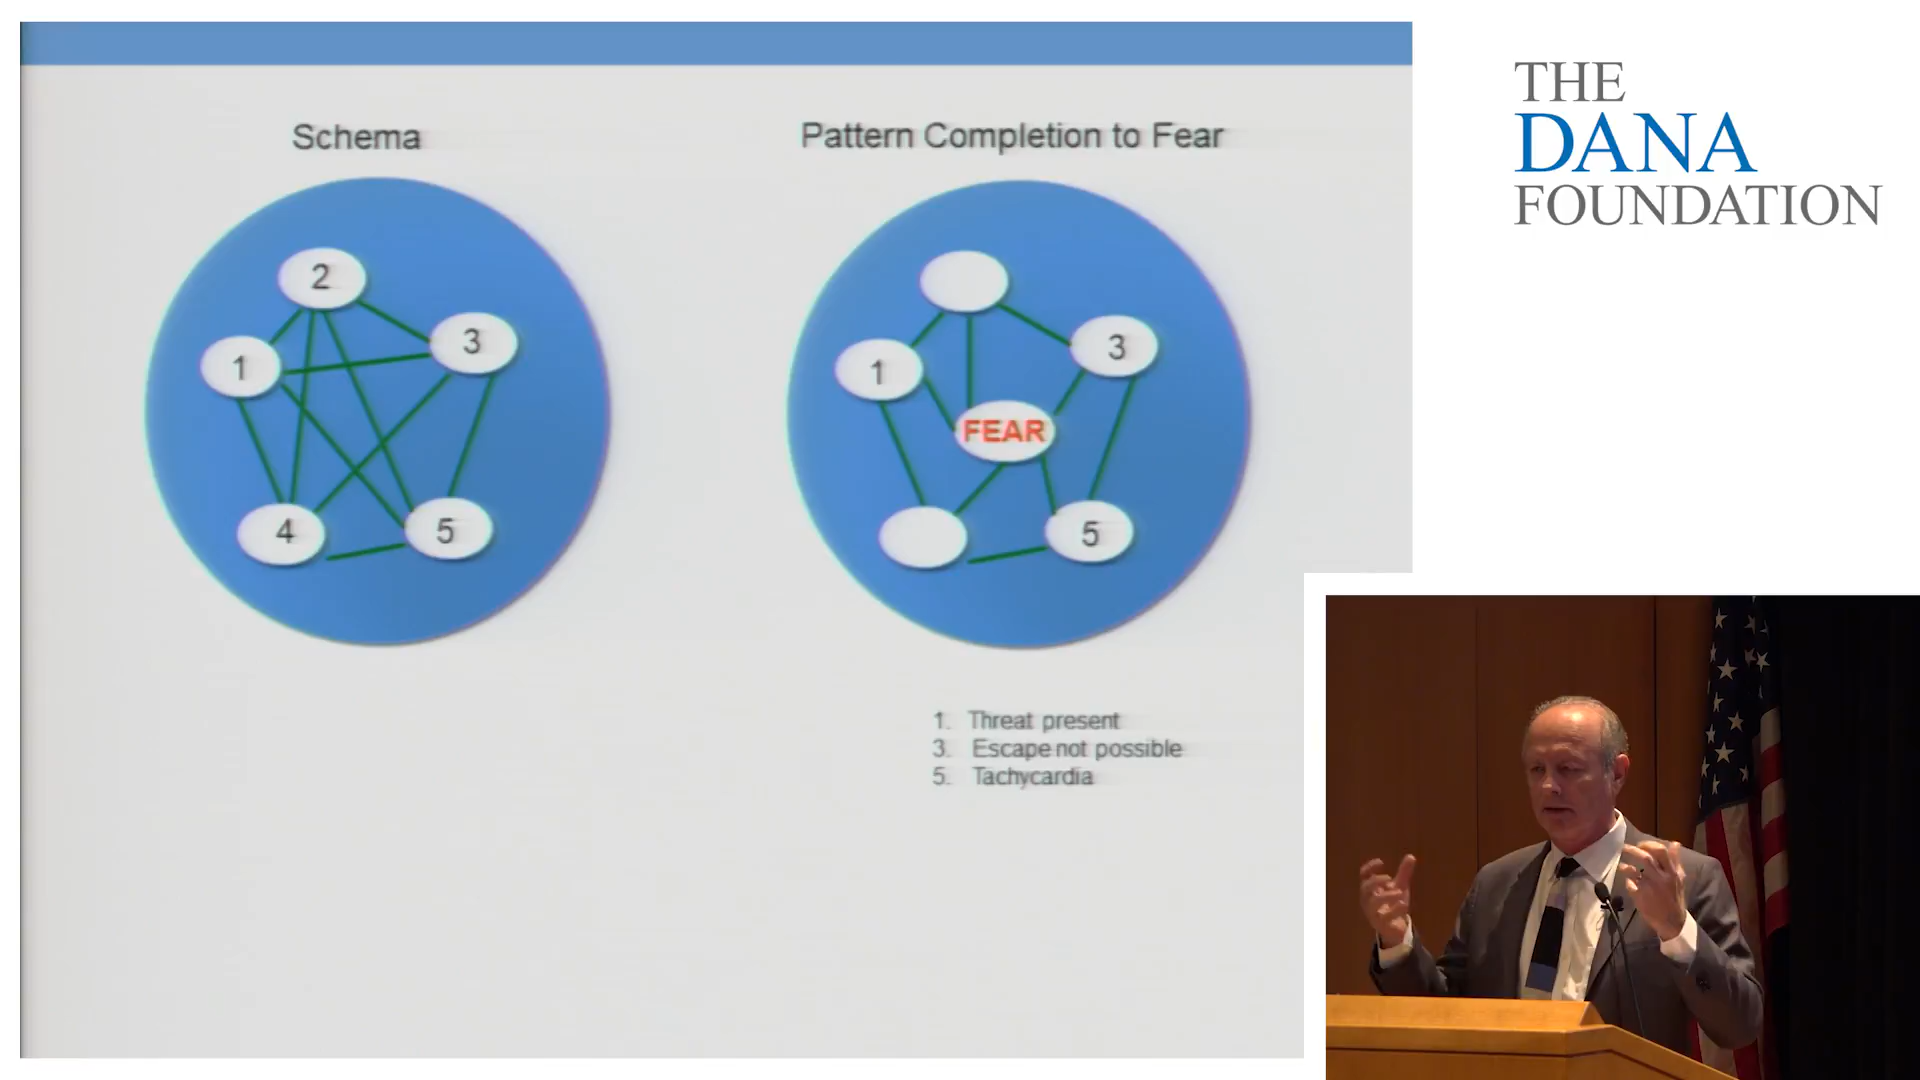 Schema
Pattern Completion to Fear
2
3
1
4
5
1
3
FEAR
5
1. Threat present
3. Escape not possible
5. Tachycardia
THE
DANA
FOUNDATION